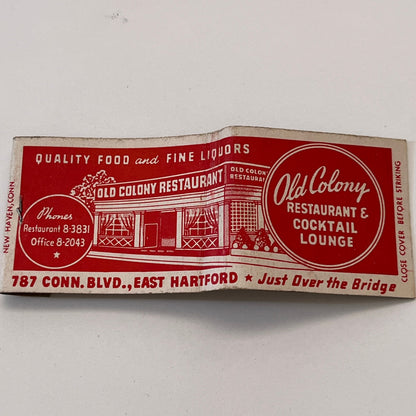 QUALITY FOOD and FINE LIQUORS
OLD COLONY RESTAURANT
OLD COLONY
RESTAURANT
Old Colony
RESTAURANT &
COCKTAIL
LOUNGE
Phones
Restaurant 8-3831
Office 8-2043
787 CONN. BLVD., EAST HARTFORD ★ Just Over the Bridge
NEW HAVEN, CONN.
CLOSE COVER BEFORE STRIKING